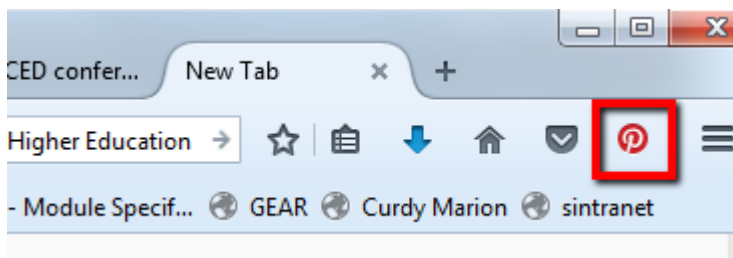 CED confer... New Tab
Higher Education
- Module Specif... GEAR Curdy Marion sintranet